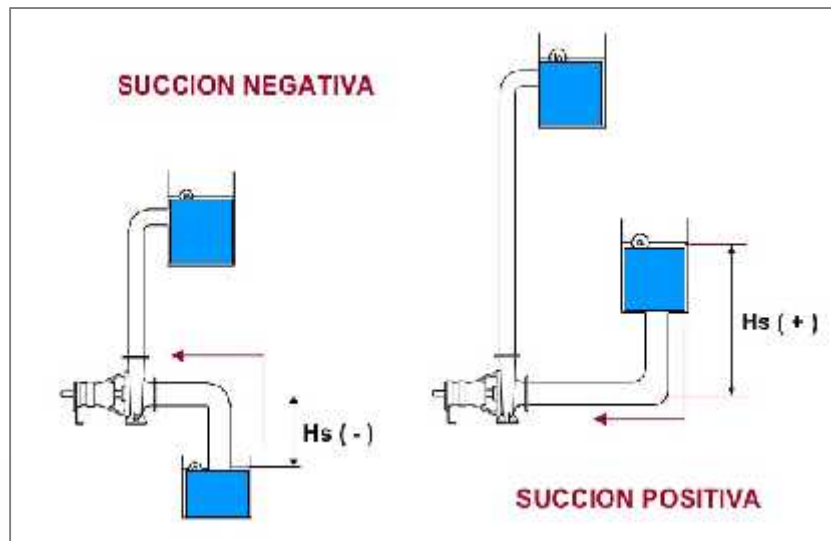 SUCCION NEGATIVA
Hs ( - )
Hs ( + )
SUCCION POSITIVA